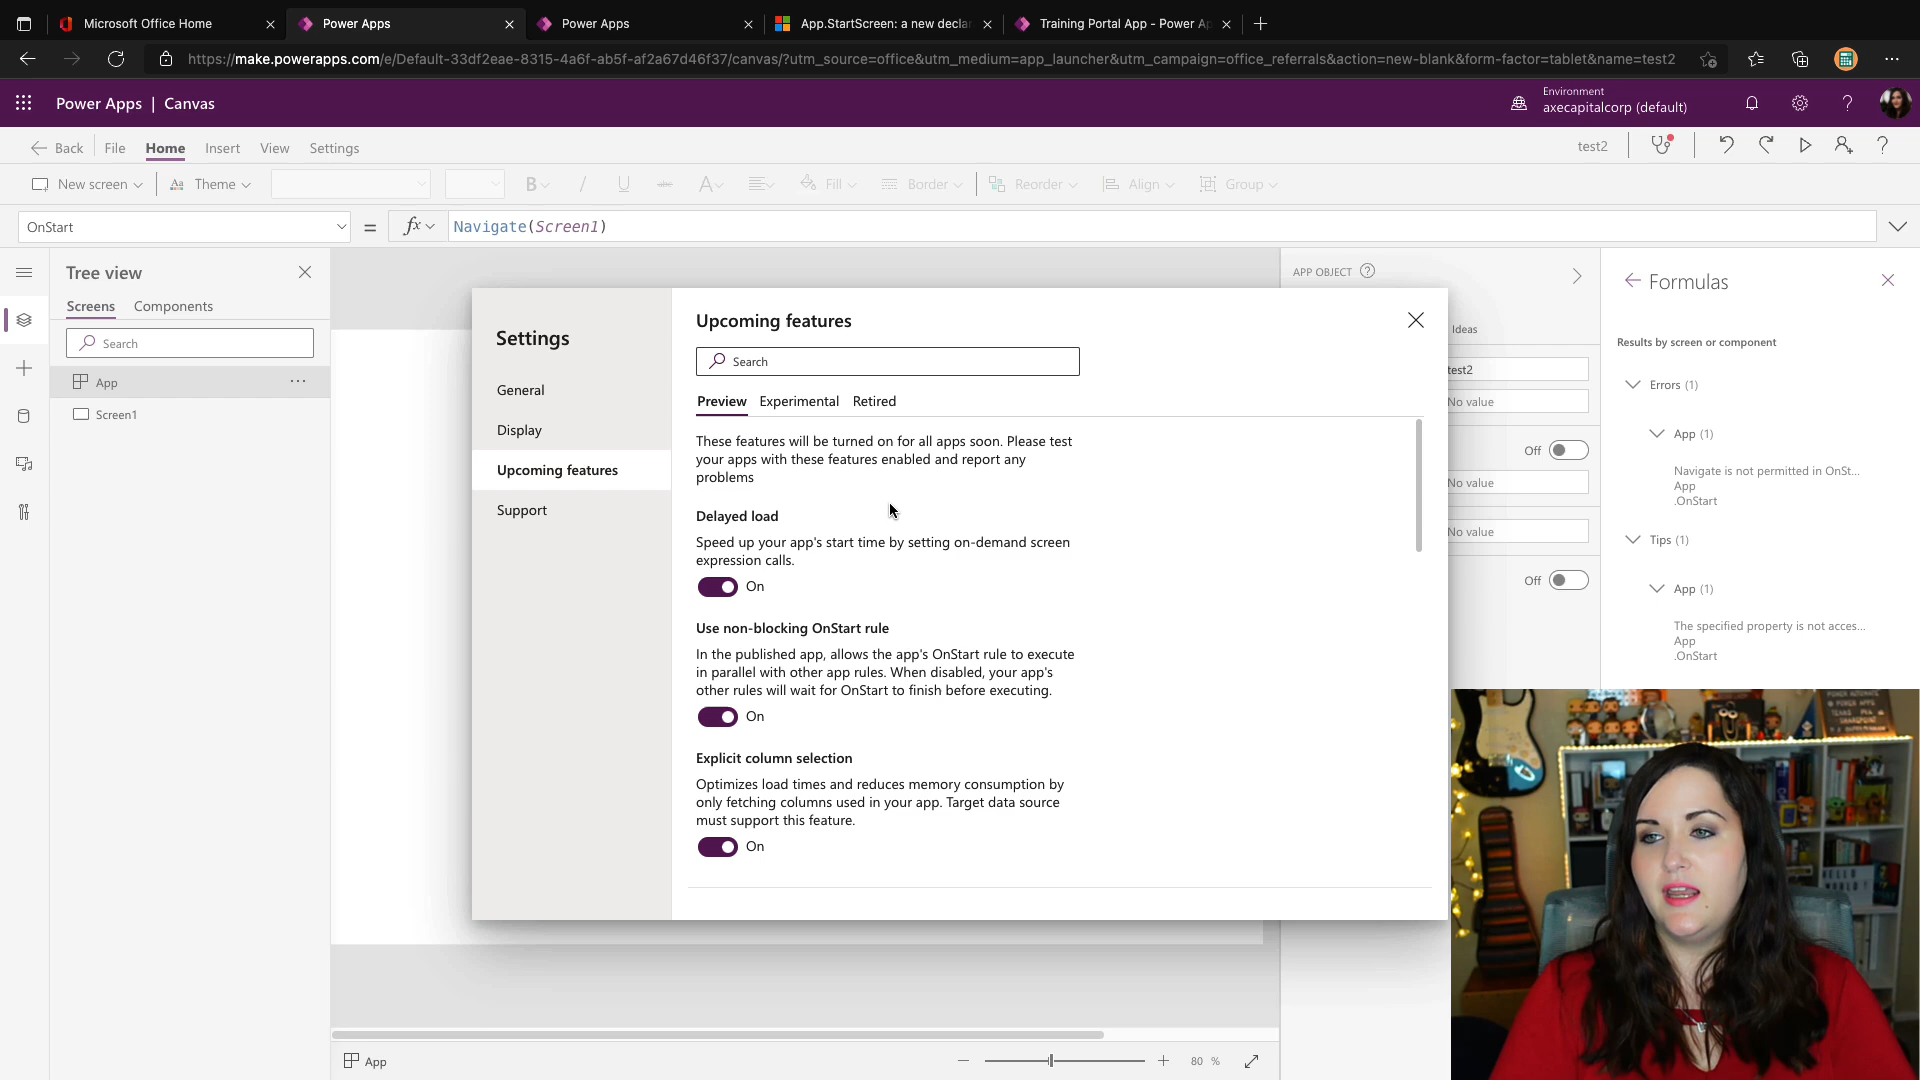 Microsoft Office Home
Power Apps
Power Apps
App.StartScreen: a new decla
Training Portal App - Power Ap
https://make.powerapps.com/e/Default-33df2eae-8315-4a6f-ab5f-af2a67d46f37/canvas/?utm_source=office&utm_medium=app_launcher&utm_campaign=office_referrals&action=new-blank&form-factor=tablet&name=test2
Power Apps | Canvas
Environment
axecapitalcorp (default)
Back
File
Home
Insert
View
Settings
test2
New screen
Theme
B
Fill
Border
Reorder
Align
Group
OnStart
=
fx
Navigate(Screen1)
Tree view
Screens
Components
Search
App
Screen1
Settings
General
Display
Upcoming features
Support
Upcoming features
Search
Preview
Experimental
Retired
These features will be turned on for all apps soon. Please test
your apps with these features enabled and report any
problems
Delayed load
Speed up your app's start time by setting on-demand screen
expression calls.
On
Use non-blocking OnStart rule
In the published app, allows the app's OnStart rule to execute
in parallel with other app rules. When disabled, your app's
other rules will wait for OnStart to finish before executing.
On
Explicit column selection
Optimizes load times and reduces memory consumption by
only fetching columns used in your app. Target data source
must support this feature.
On
APP OBJECT
Ideas
test2
No value
Off
No value
No value
Off
Formulas
Results by screen or component
Errors (1)
App (1)
Navigate is not permitted in OnSt...
App
.OnStart
Tips (1)
App (1)
The specified property is not acces...
App
.OnStart
App
80 %